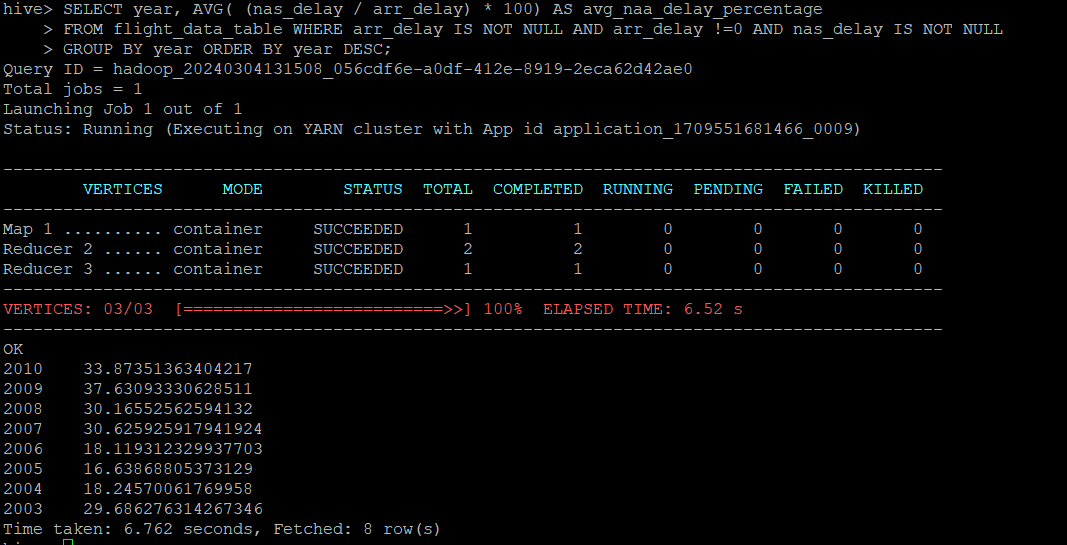 hive> SELECT year, AVG( (nas_delay / arr_delay) * 100) AS avg_naa_delay_percentage
    > FROM flight_data_table WHERE arr_delay IS NOT NULL AND arr_delay !=0 AND nas_delay IS NOT NULL
    > GROUP BY year ORDER BY year DESC;
Query ID = hadoop_20240304131508_056cdf6e-a0df-412e-8919-2eca62d42ae0
Total jobs = 1
Launching Job 1 out of 1
Status: Running (Executing on YARN cluster with App id application_1709551681466_0009)
----------------------------------------------------------------------------------------------
        VERTICES      MODE        STATUS  TOTAL  COMPLETED  RUNNING  PENDING  FAILED  KILLED
----------------------------------------------------------------------------------------------
Map 1 .......... container     SUCCEEDED      1          1        0        0       0       0
Reducer 2 ...... container     SUCCEEDED      2          2        0        0       0       0
Reducer 3 ...... container     SUCCEEDED      1          1        0        0       0       0
----------------------------------------------------------------------------------------------
VERTICES: 03/03  [==========================>>] 100%  ELAPSED TIME: 6.52 s
----------------------------------------------------------------------------------------------
OK
2010    33.87351363404217
2009    37.63093330628511
2008    30.16552562594132
2007    30.625925917941924
2006    18.119312329937703
2005    16.63868805373129
2004    18.24570061769958
2003    29.686276314267346
Time taken: 6.762 seconds, Fetched: 8 row(s)